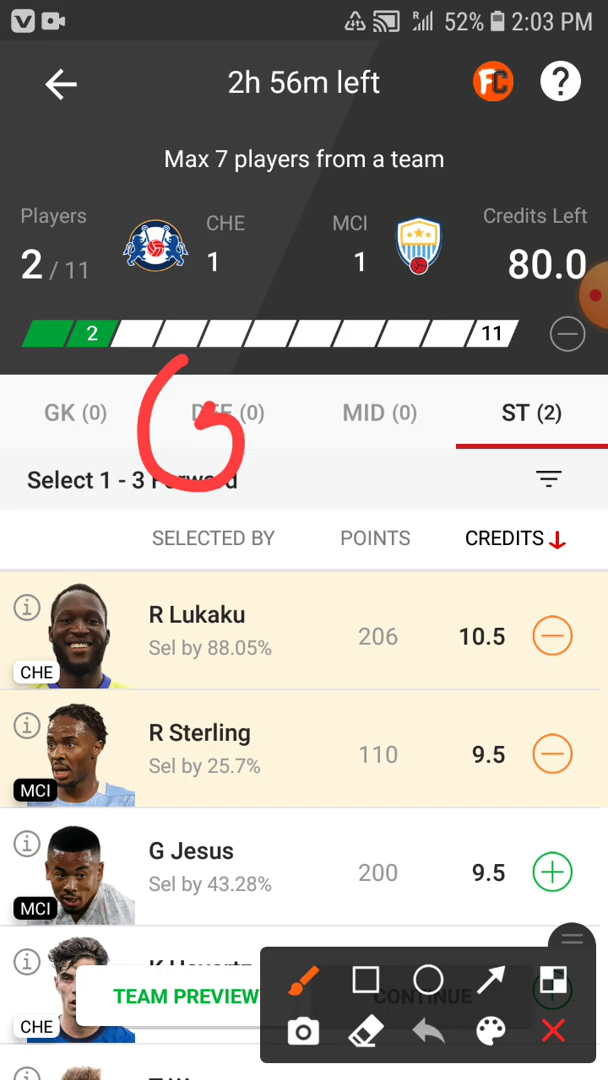 52% 2:03 PM
2h 56m left
FC ?
Max 7 players from a team
Players CHE MCI Credits Left
2 / 11 1 1 80.0
2 11
GK (0) DEF (0) MID (0) ST (2)
Select 1 - 3 Forward
SELECTED BY POINTS CREDITS
R Lukaku
Sel by 88.05% 206 10.5
CHE
R Sterling
Sel by 25.7% 110 9.5
MCI
G Jesus
Sel by 43.28% 200 9.5
MCI
TEAM PREVIEW CONTINUE
CHE